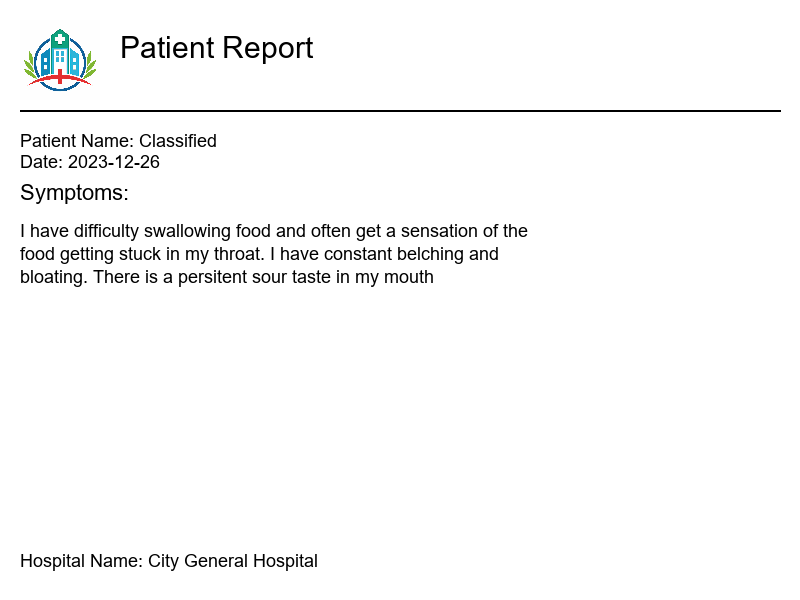 Patient Report
Patient Name: Classified
Date: 2023-12-26
Symptoms:
I have difficulty swallowing food and often get a sensation of the
food getting stuck in my throat. I have constant belching and
bloating. There is a persitent sour taste in my mouth
Hospital Name: City General Hospital